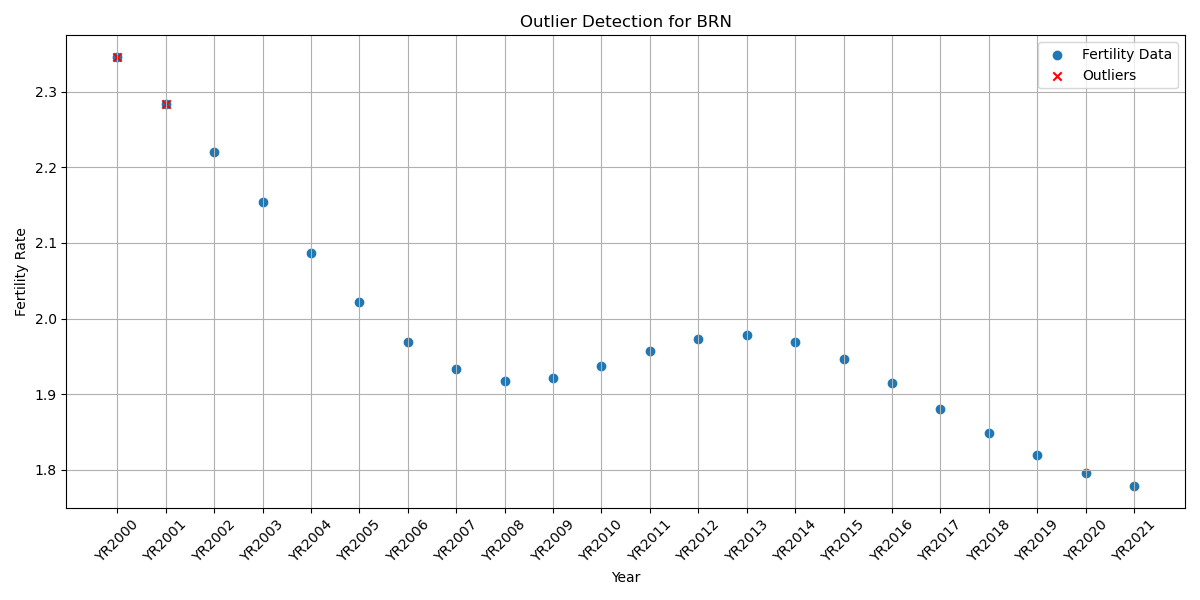 Outlier Detection for BRN
Fertility Data
Outliers
Fertility Rate
2.3
2.2
2.1
2.0
1.9
1.8
YR2000
YR2001
YR2002
YR2003
YR2004
YR2005
YR2006
YR2007
YR2008
YR2009
YR2010
YR2011
YR2012
YR2013
YR2014
YR2015
YR2016
YR2017
YR2018
YR2019
YR2020
YR2021
Year